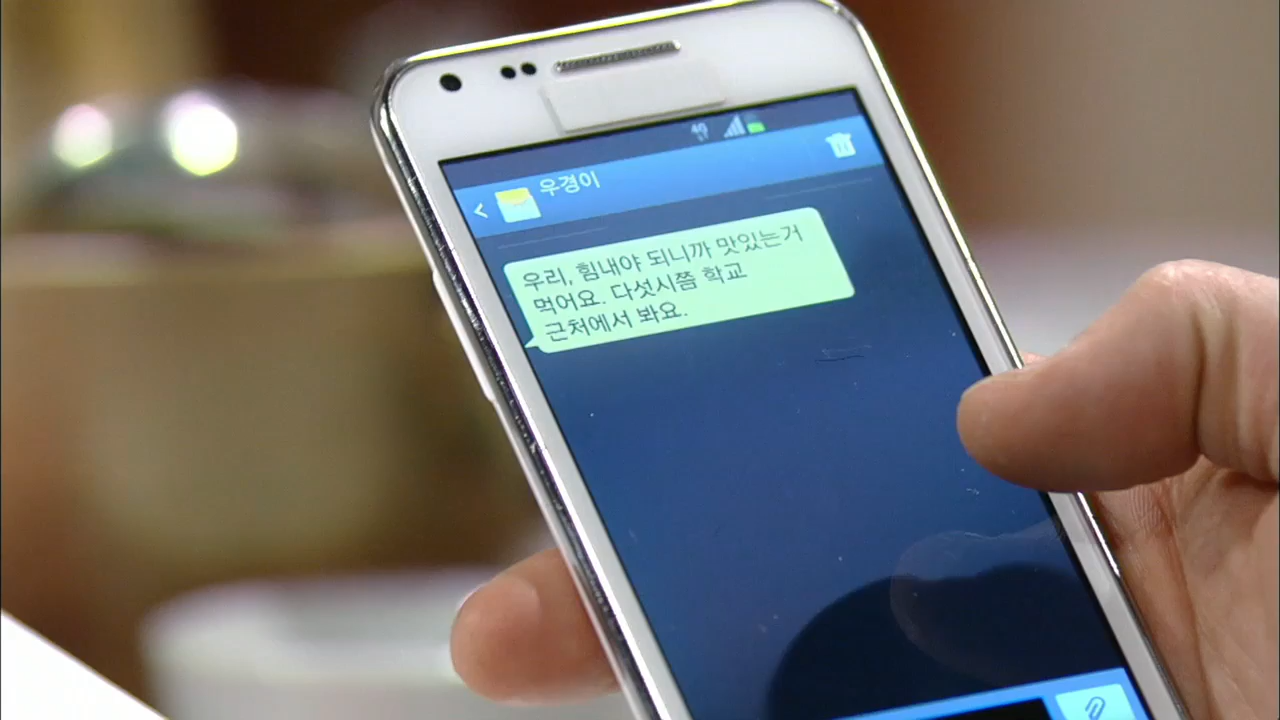 4G
우경이
우리, 힘내야 되니까 맛있는거
먹어요. 다섯시쯤 학교
근처에서 봐요.